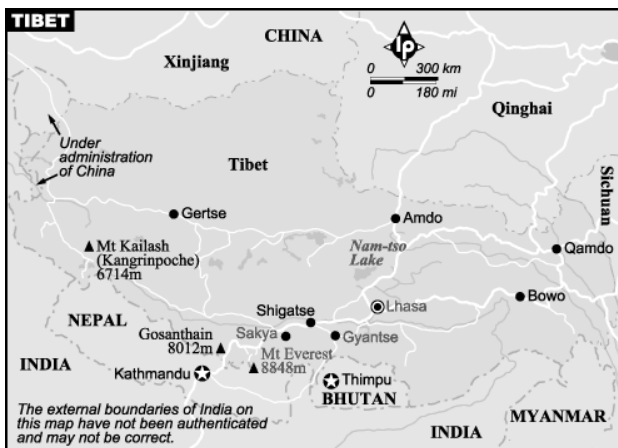 TIBET
CHINA
Xinjiang
lp
0 300 km
0 180 mi
Qinghai
Under
administration
of China
Tibet
Sichuan
Gertse
Amdo
Nam-tso
Lake
Qamdo
Mt Kailash
(Kangrinpoche)
6714m
Lhasa
Bowo
NEPAL
Shigatse
Gosanthain
8012m
Sakya
Gyantse
INDIA
Mt Everest
8848m
Kathmandu
Thimpu
BHUTAN
MYANMAR
INDIA
The external boundaries of India on
this map have not been authenticated
and may not be correct.